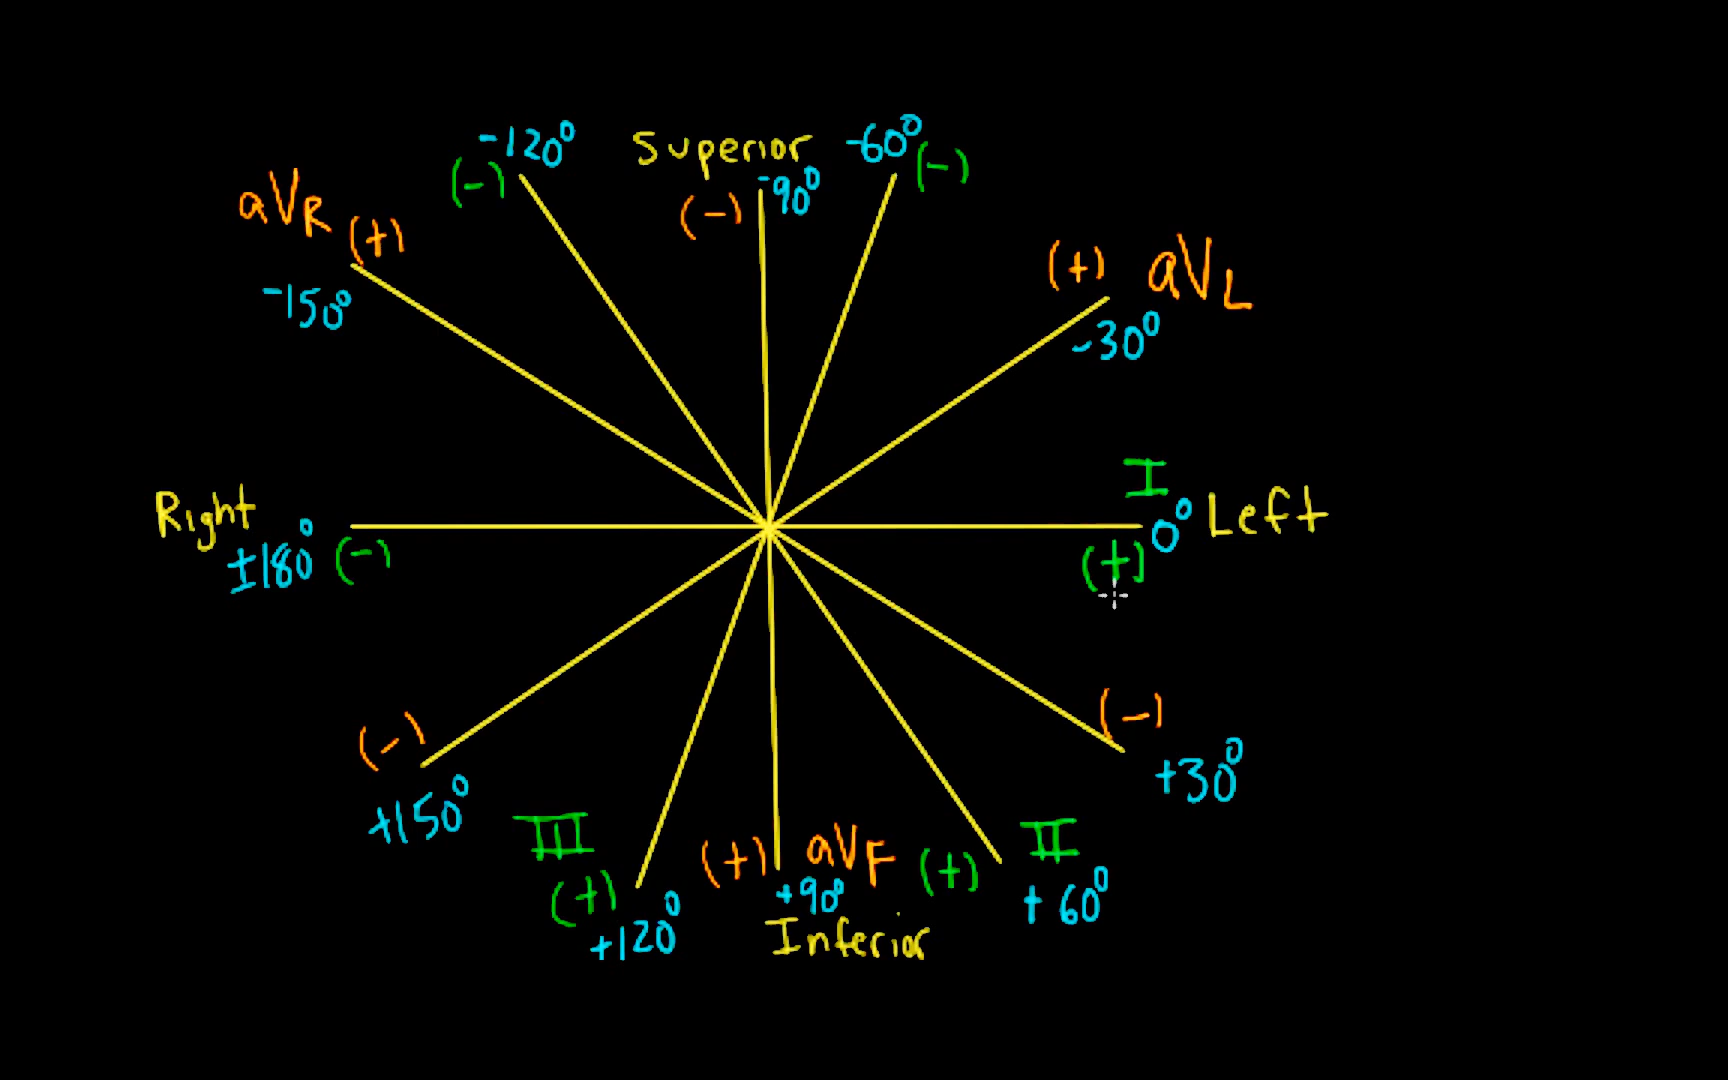 -120°
Superior
-60°
(-)
(-)
-90°
(-)
aVR
(+)
-150°
(+)
aVL
-30°
I
Right
±180°
(-)
0°
Left
(+)
(-)
+150°
(-)
+30°
III
(+)
+120°
(+)
aVF
+90°
Inferior
(+)
II
+60°